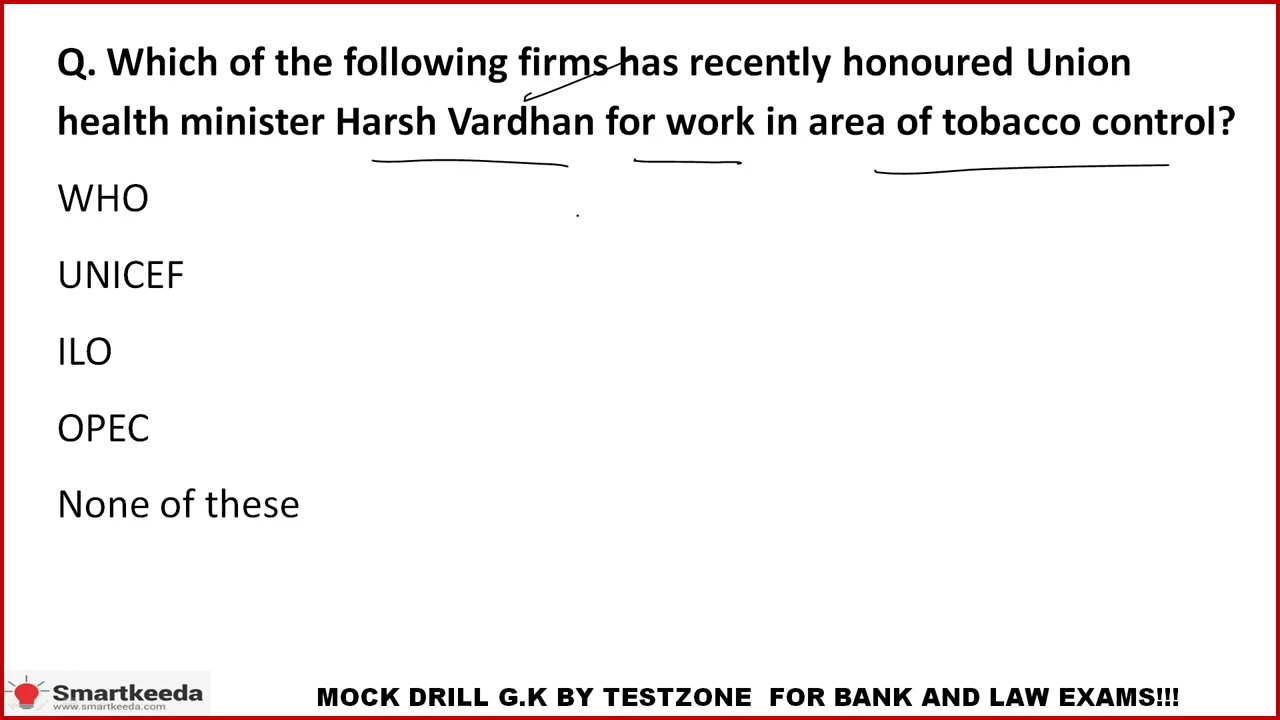 Q. Which of the following firms has recently honoured Union
health minister Harsh Vardhan for work in area of tobacco control?
WHO
UNICEF
ILO
OPEC
None of these
Smartkeeda
www.smartkeeda.com
MOCK DRILL G.K BY TESTZONE FOR BANK AND LAW EXAMS!!!